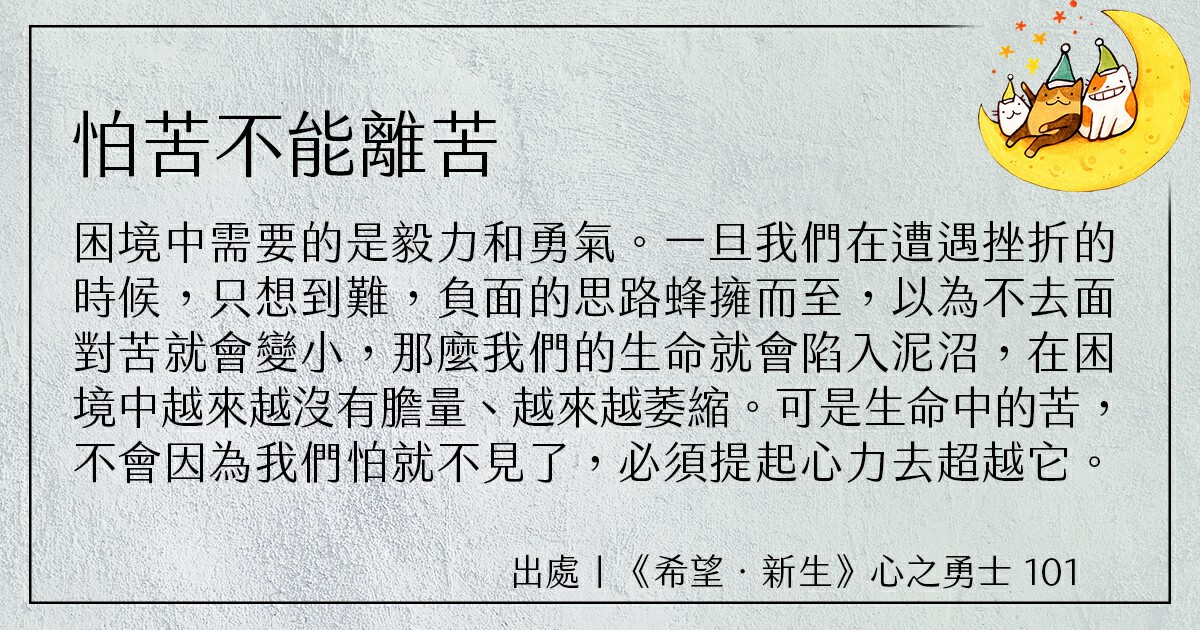 怕苦不能離苦
困境中需要的是毅力和勇氣。一旦我們在遭遇挫折的
時候，只想到難，負面的思路蜂擁而至，以為不去面
對苦就會變小，那麼我們的生命就會陷入泥沼，在困
境中越來越沒有膽量、越來越萎縮。可是生命中的苦，
不會因為我們怕就不見了，必須提起心力去超越它。
出處｜《希望．新生》心之勇士 101